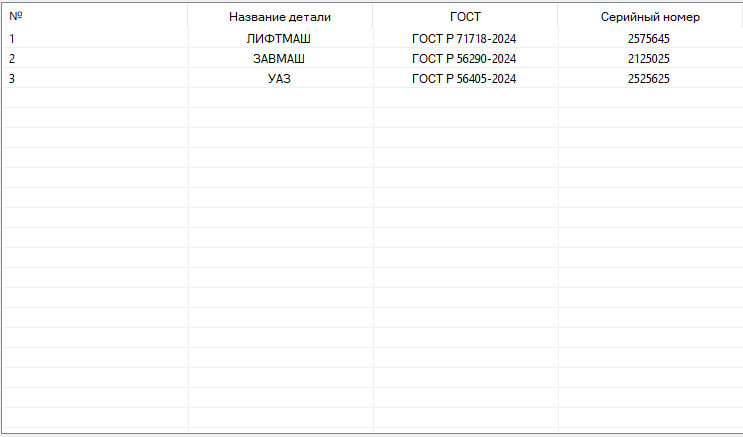 № Название детали ГОСТ Серийный номер
1 ЛИФТМАШ ГОСТ Р 71718-2024 2575645
2 ЗАВМАШ ГОСТ Р 56290-2024 2125025
3 УАЗ ГОСТ Р 56405-2024 2525625